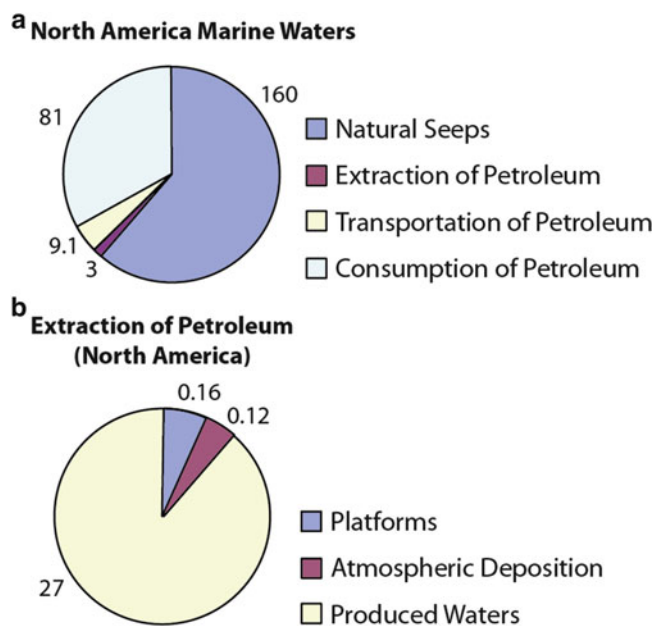 a North America Marine Waters
81
160
9.1
3
Natural Seeps
Extraction of Petroleum
Transportation of Petroleum
Consumption of Petroleum
b Extraction of Petroleum
(North America)
0.16
0.12
27
Platforms
Atmospheric Deposition
Produced Waters